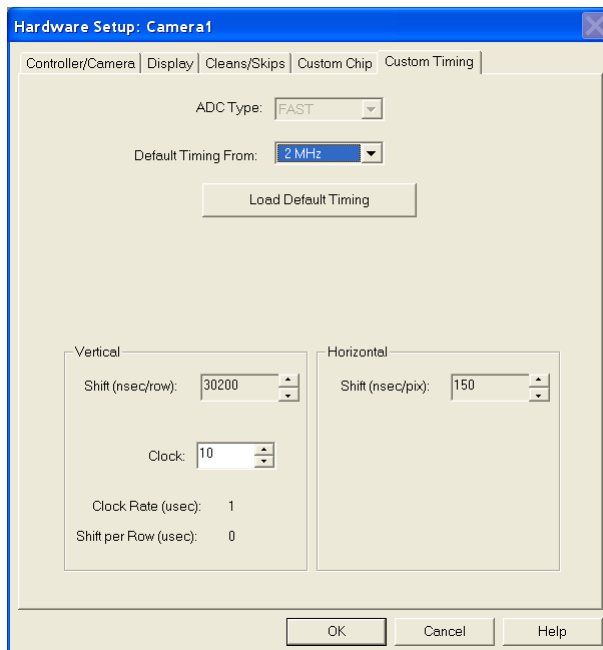 Hardware Setup: Camera1
Controller/Camera Display Cleans/Skips Custom Chip Custom Timing
ADC Type: FAST
Default Timing From: 2 MHz
Load Default Timing
Vertical
Shift (nsec/row): 30200
Clock: 10
Clock Rate (usec): 1
Shift per Row (usec): 0
Horizontal
Shift (nsec/pix): 150
OK Cancel Help